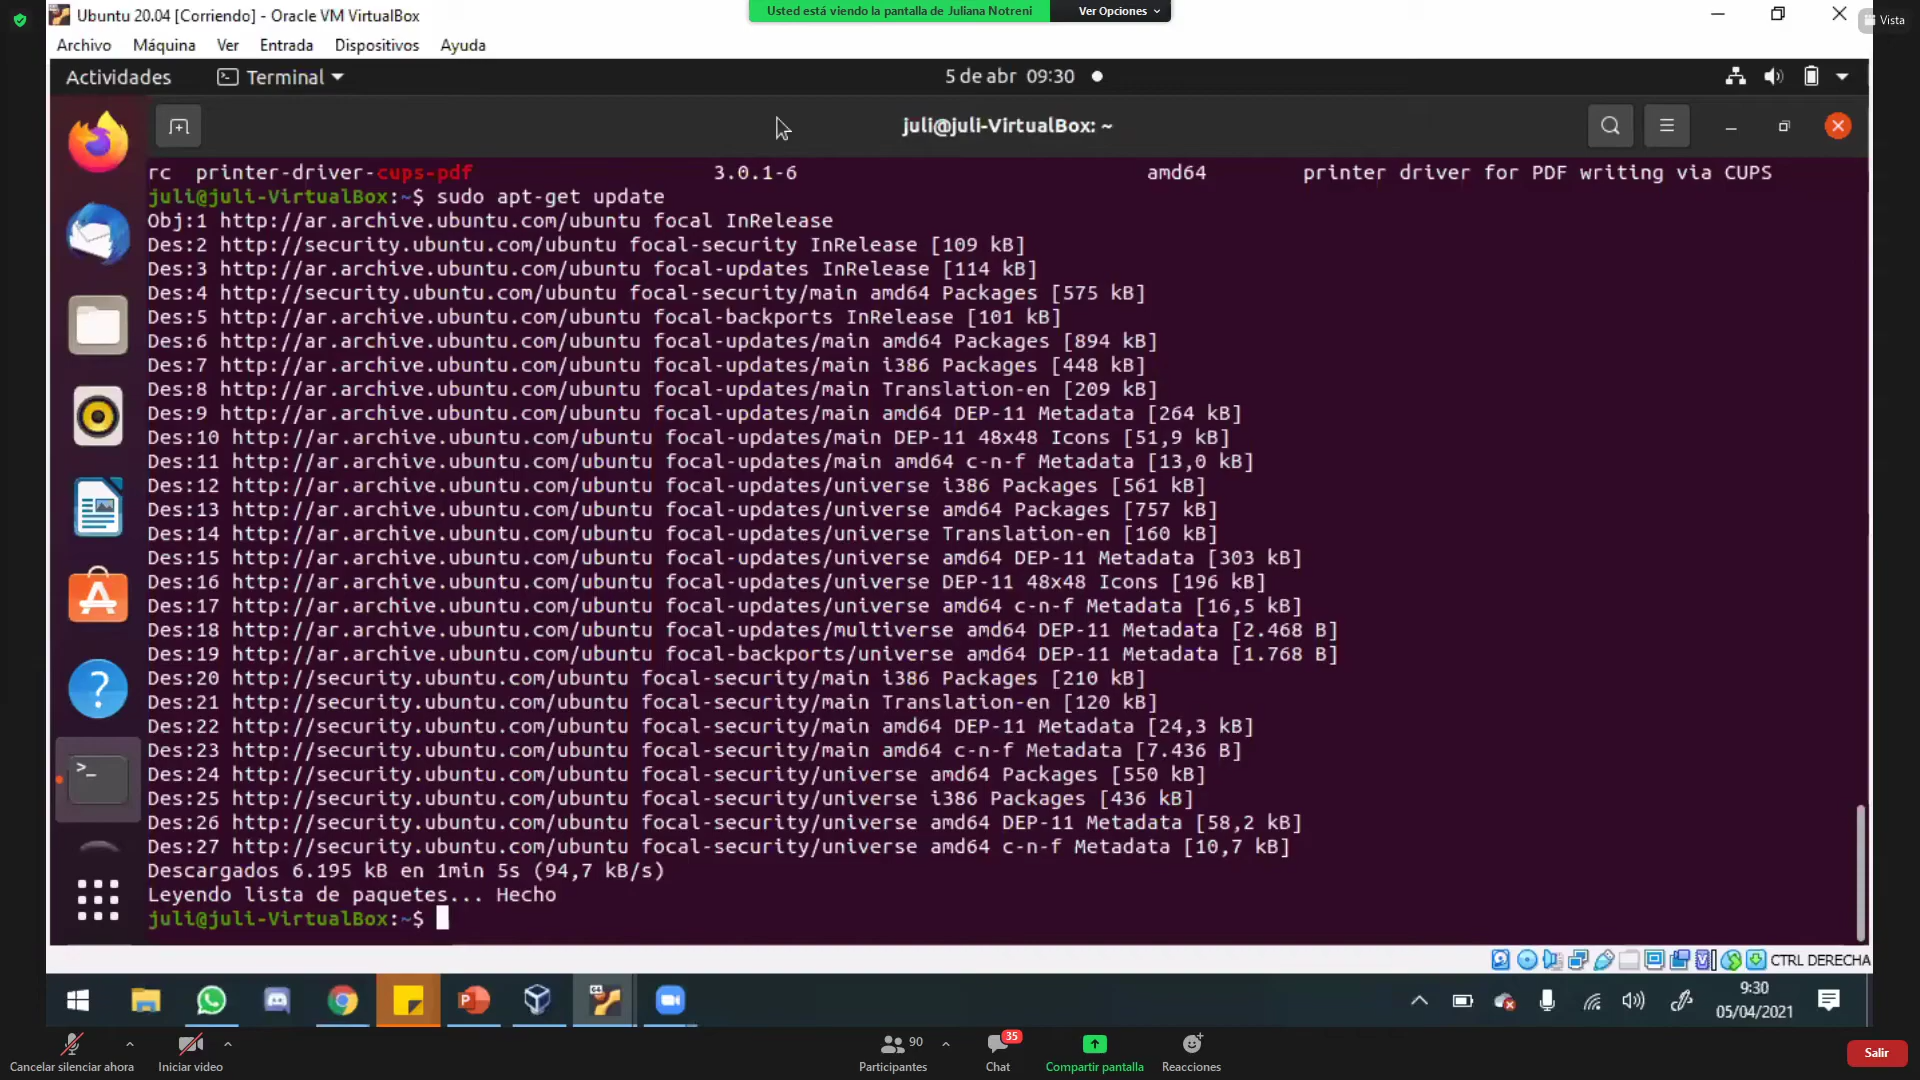 Ubuntu 20.04 [Corriendo] - Oracle VM VirtualBox
Usted está viendo la pantalla de Juliana Notreni
Ver Opciones
Vista
Archivo Máquina Ver Entrada Dispositivos Ayuda
Actividades Terminal 5 de abr 09:30
juli@juli-VirtualBox: ~
rc printer-driver-cups-pdf 3.0.1-6 amd64 printer driver for PDF writing via CUPS
juli@juli-VirtualBox:~$ sudo apt-get update
Obj:1 http://ar.archive.ubuntu.com/ubuntu focal InRelease
Des:2 http://security.ubuntu.com/ubuntu focal-security InRelease [109 kB]
Des:3 http://ar.archive.ubuntu.com/ubuntu focal-updates InRelease [114 kB]
Des:4 http://security.ubuntu.com/ubuntu focal-security/main amd64 Packages [575 kB]
Des:5 http://ar.archive.ubuntu.com/ubuntu focal-backports InRelease [101 kB]
Des:6 http://ar.archive.ubuntu.com/ubuntu focal-updates/main amd64 Packages [894 kB]
Des:7 http://ar.archive.ubuntu.com/ubuntu focal-updates/main i386 Packages [448 kB]
Des:8 http://ar.archive.ubuntu.com/ubuntu focal-updates/main Translation-en [209 kB]
Des:9 http://ar.archive.ubuntu.com/ubuntu focal-updates/main amd64 DEP-11 Metadata [264 kB]
Des:10 http://ar.archive.ubuntu.com/ubuntu focal-updates/main DEP-11 48x48 Icons [51,9 kB]
Des:11 http://ar.archive.ubuntu.com/ubuntu focal-updates/main amd64 c-n-f Metadata [13,0 kB]
Des:12 http://ar.archive.ubuntu.com/ubuntu focal-updates/universe i386 Packages [561 kB]
Des:13 http://ar.archive.ubuntu.com/ubuntu focal-updates/universe amd64 Packages [757 kB]
Des:14 http://ar.archive.ubuntu.com/ubuntu focal-updates/universe Translation-en [160 kB]
Des:15 http://ar.archive.ubuntu.com/ubuntu focal-updates/universe amd64 DEP-11 Metadata [303 kB]
Des:16 http://ar.archive.ubuntu.com/ubuntu focal-updates/universe DEP-11 48x48 Icons [196 kB]
Des:17 http://ar.archive.ubuntu.com/ubuntu focal-updates/universe amd64 c-n-f Metadata [16,5 kB]
Des:18 http://ar.archive.ubuntu.com/ubuntu focal-updates/multiverse amd64 DEP-11 Metadata [2.468 B]
Des:19 http://ar.archive.ubuntu.com/ubuntu focal-backports/universe amd64 DEP-11 Metadata [1.768 B]
Des:20 http://security.ubuntu.com/ubuntu focal-security/main i386 Packages [210 kB]
Des:21 http://security.ubuntu.com/ubuntu focal-security/main Translation-en [120 kB]
Des:22 http://security.ubuntu.com/ubuntu focal-security/main amd64 DEP-11 Metadata [24,3 kB]
Des:23 http://security.ubuntu.com/ubuntu focal-security/main amd64 c-n-f Metadata [7.436 B]
Des:24 http://security.ubuntu.com/ubuntu focal-security/universe amd64 Packages [550 kB]
Des:25 http://security.ubuntu.com/ubuntu focal-security/universe i386 Packages [436 kB]
Des:26 http://security.ubuntu.com/ubuntu focal-security/universe amd64 DEP-11 Metadata [58,2 kB]
Des:27 http://security.ubuntu.com/ubuntu focal-security/universe amd64 c-n-f Metadata [10,7 kB]
Descargados 6.195 kB en 1min 5s (94,7 kB/s)
Leyendo lista de paquetes... Hecho
juli@juli-VirtualBox:~$
CTRL DERECHA
9:30
05/04/2021
90
35
Cancelar silenciar ahora
Iniciar video
Participantes
Chat
Compartir pantalla
Reacciones
Salir